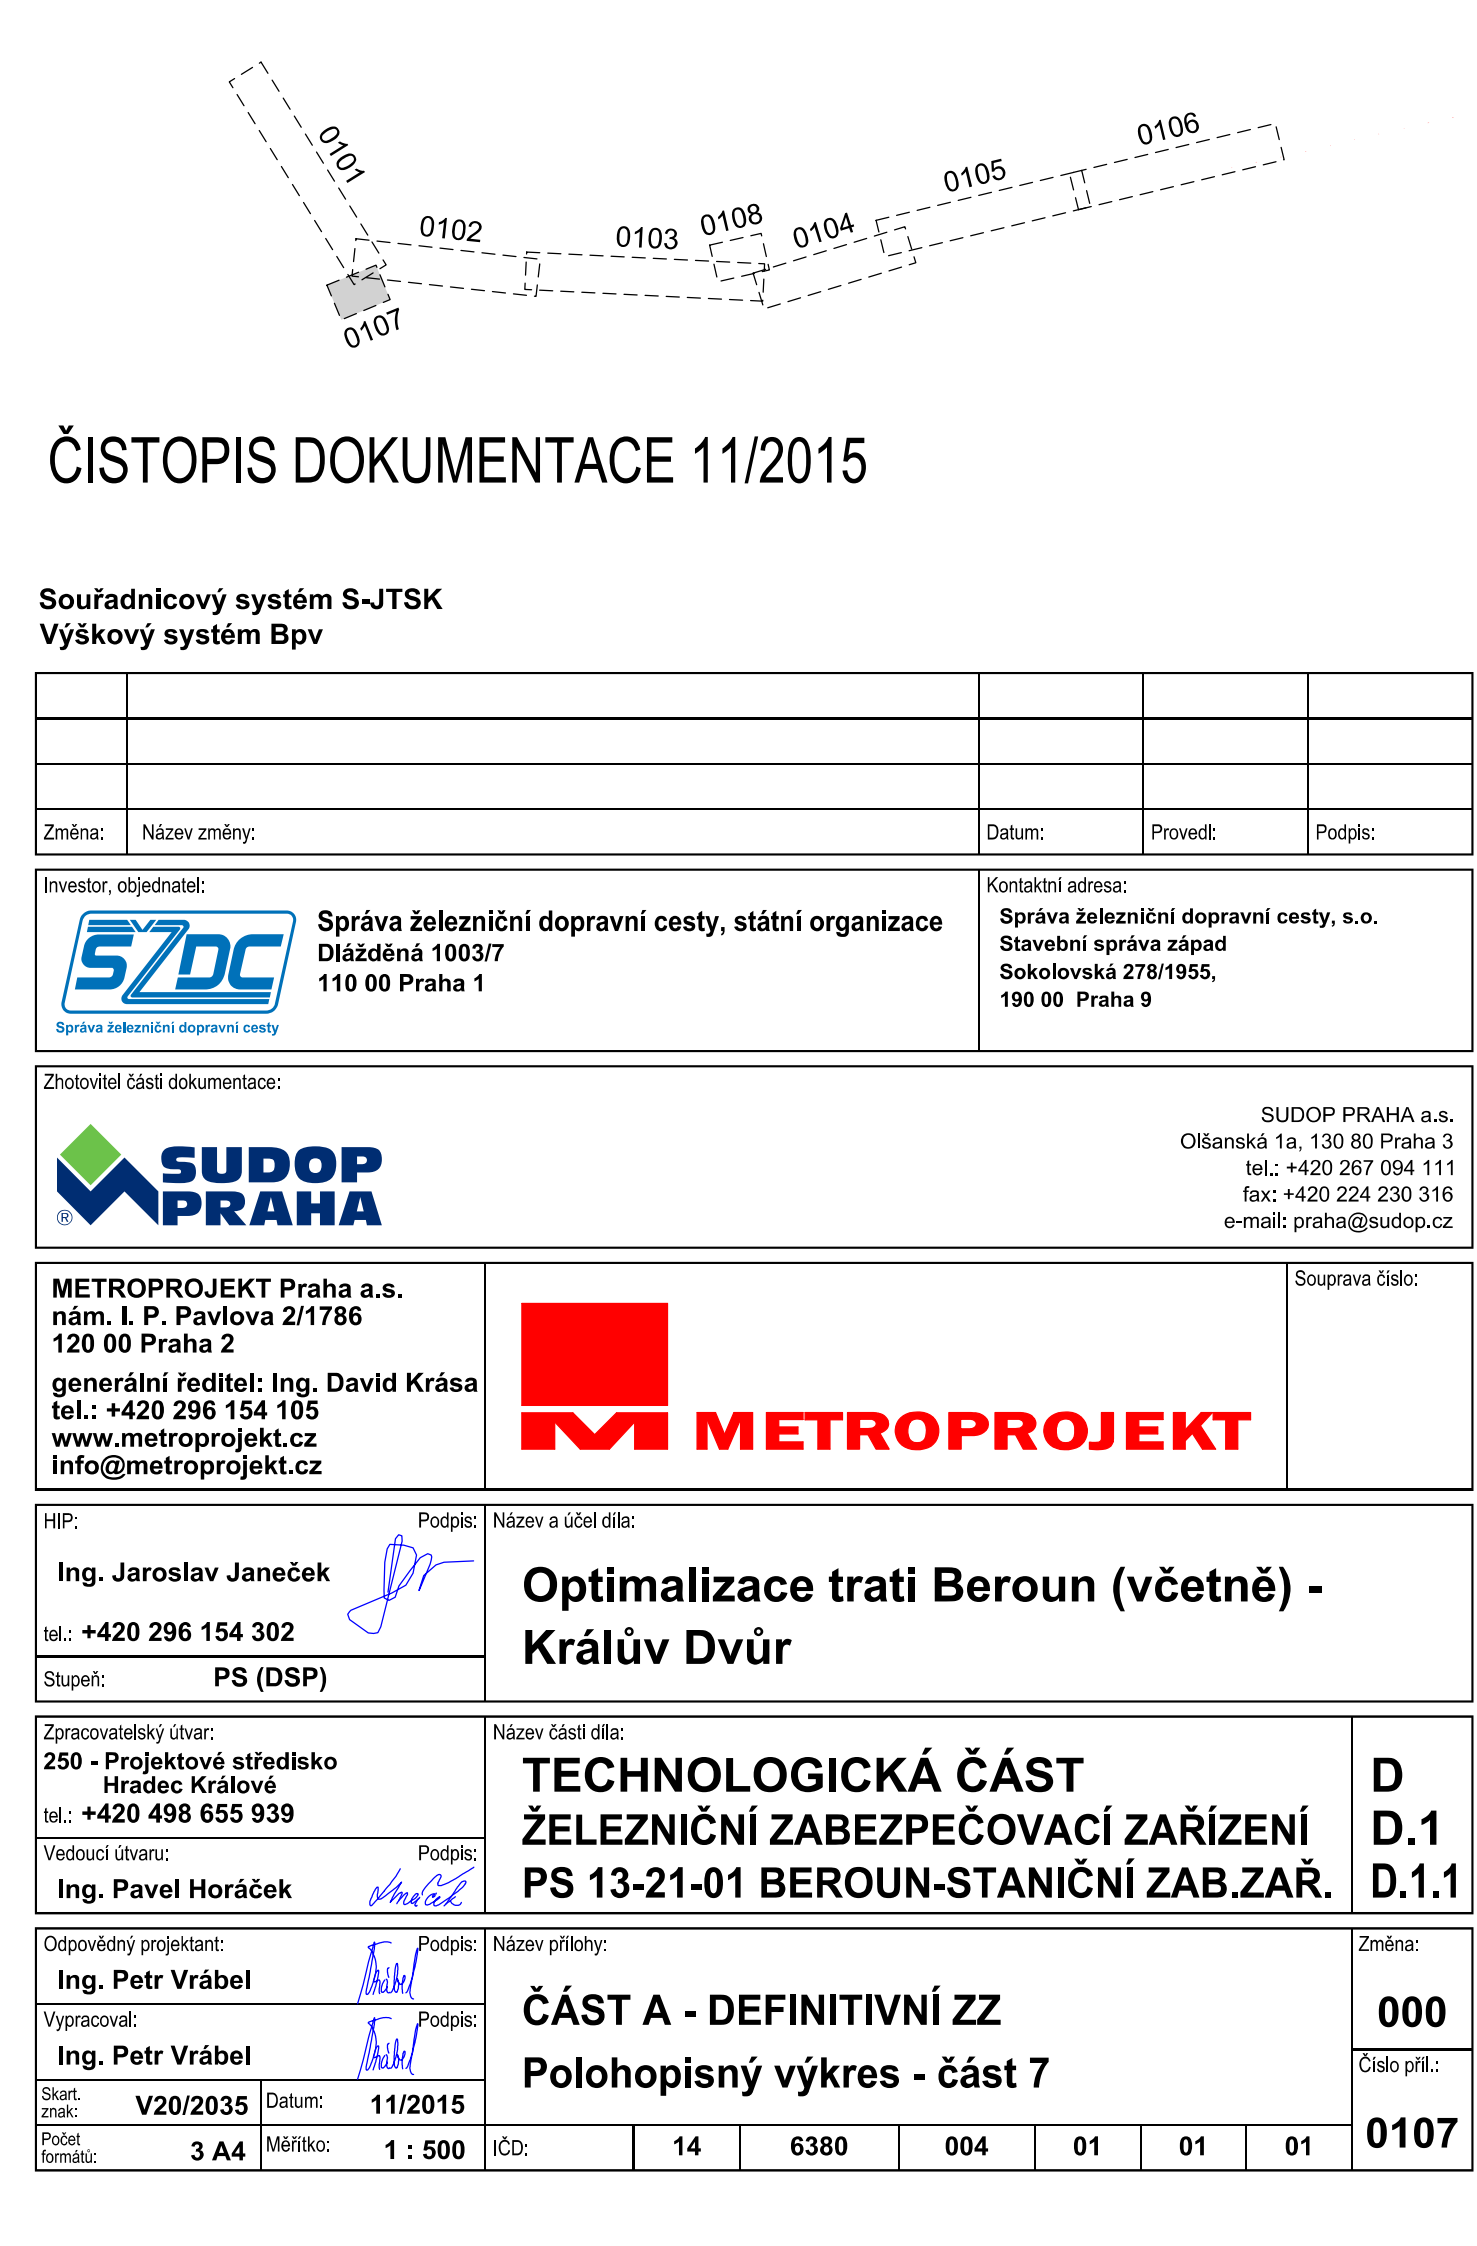 0101
0102
0103
0108
0104
0105
0106
0107
ČISTOPIS DOKUMENTACE 11/2015
Souřadnicový systém S-JTSK
Výškový systém Bpv
Změna: Název změny: Datum: Provedl: Podpis:
Investor, objednatel:
SŽDC
Správa železniční dopravní cesty
Správa železniční dopravní cesty, státní organizace
Dlážděná 1003/7
110 00 Praha 1
Kontaktní adresa:
Správa železniční dopravní cesty, s.o.
Stavební správa západ
Sokolovská 278/1955,
190 00 Praha 9
Zhotovitel části dokumentace:
SUDOP
PRAHA
®
SUDOP PRAHA a.s.
Olšanská 1a, 130 80 Praha 3
tel.: +420 267 094 111
fax: +420 224 230 316
e-mail: praha@sudop.cz
METROPROJEKT Praha a.s.
nám. I. P. Pavlova 2/1786
120 00 Praha 2
generální ředitel: Ing. David Krása
tel.: +420 296 154 105
www.metroprojekt.cz
info@metroprojekt.cz
METROPROJEKT
Souprava číslo:
HIP: Podpis:
Ing. Jaroslav Janeček
tel.: +420 296 154 302
Stupeň: PS (DSP)
Název a účel díla:
Optimalizace trati Beroun (včetně) -
Králův Dvůr
Zpracovatelský útvar:
250 - Projektové středisko
Hradec Králové
tel.: +420 498 655 939
Vedoucí útvaru: Podpis:
Ing. Pavel Horáček
Název části díla:
TECHNOLOGICKÁ ČÁST D
ŽELEZNIČNÍ ZABEZPEČOVACÍ ZAŘÍZENÍ D.1
PS 13-21-01 BEROUN-STANIČNÍ ZAB.ZAŘ. D.1.1
Odpovědný projektant: Podpis:
Ing. Petr Vrábel
Vypracoval: Podpis:
Ing. Petr Vrábel
Skart. znak: V20/2035 Datum: 11/2015
Počet formátů: 3 A4 Měřítko: 1 : 500
Název přílohy:
ČÁST A - DEFINITIVNÍ ZZ
Polohopisný výkres - část 7
IČD: 14 6380 004 01 01 01
Změna:
000
Číslo příl.:
0107